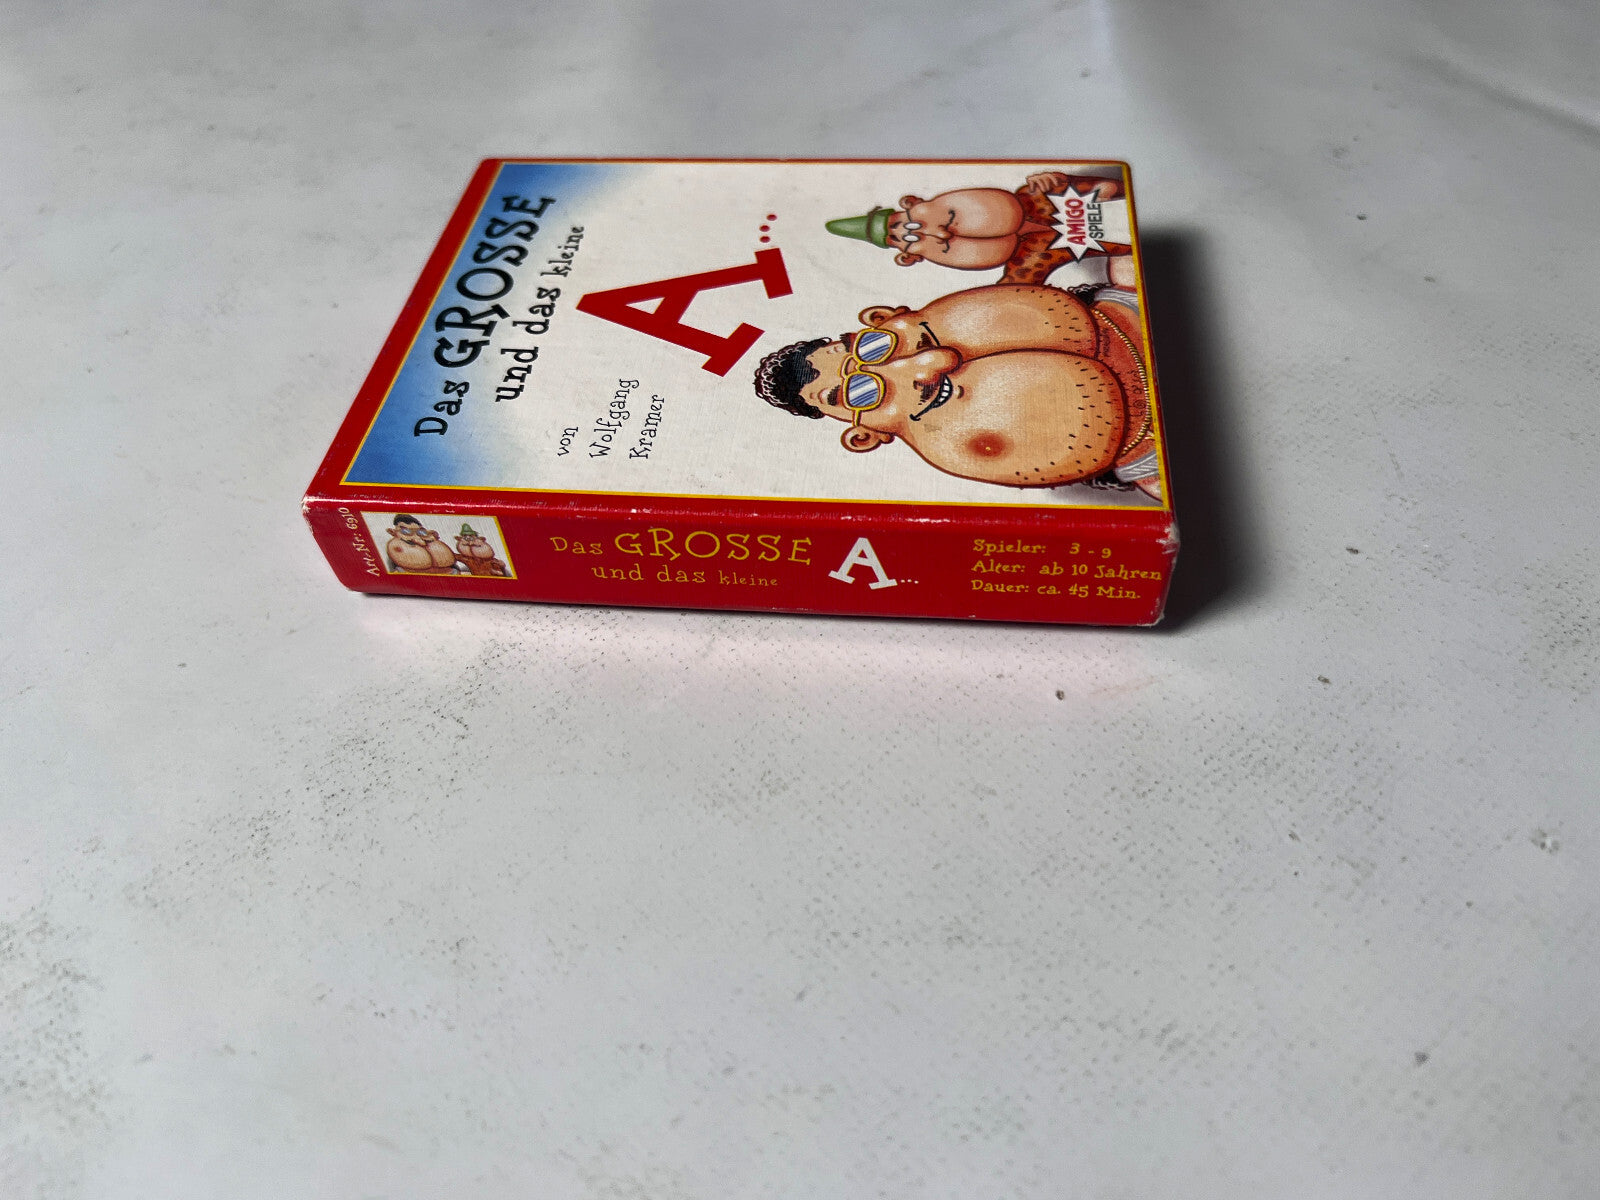 Das GROSSE
und das kleine
A...
von
Wolfgang
Kramer
AMIGO
SPIELE
Art.-Nr.: 6910
Das GROSSE
und das kleine
A...
Spieler: 3 - 9
Alter: ab 10 Jahren
Dauer: ca. 45 Min.